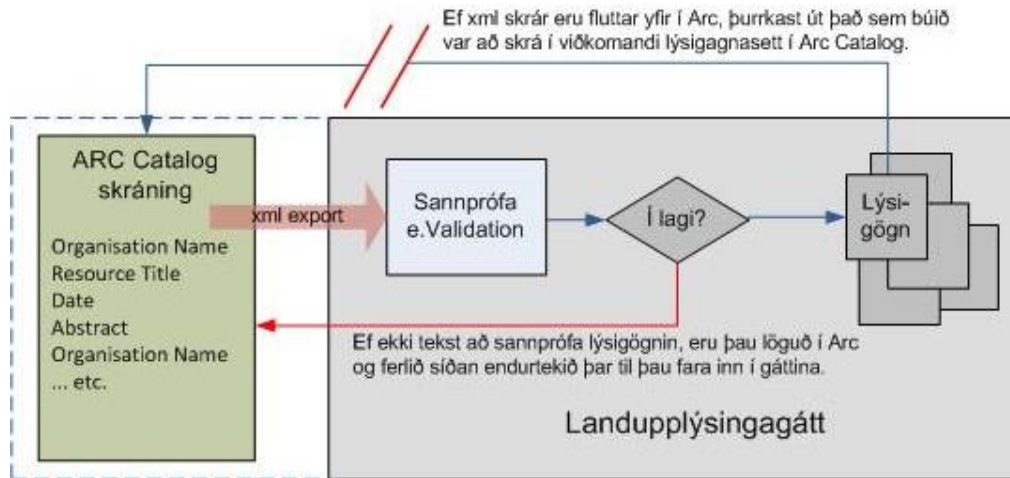 Ef xml skrár eru fluttar yfir í Arc, þurrkast út það sem búið
var að skrá í viðkomandi lýsigagnasett í Arc Catalog.
ARC Catalog
skráning
Organisation Name
Resource Title
Date
Abstract
Organisation Name
... etc.
xml export
Sannprófa
e.Validation
Í lagi?
Lýsi-
gögn
Ef ekki tekst að sannprófa lýsigögnin, eru þau löguð í Arc
og ferlið síðan endurtekið þar til þau fara inn í gáttina.
Landupplýsingagátt